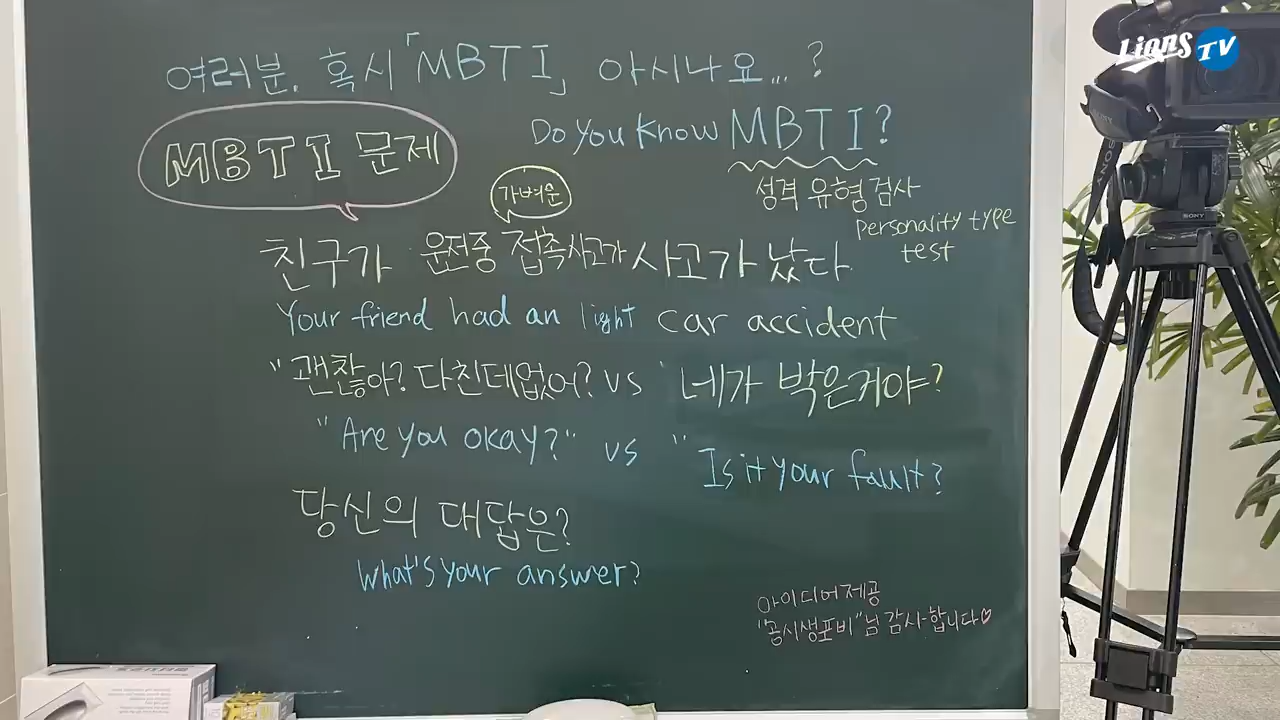 여러분, 혹시 「MBTI」 아시나요...?
Do you know MBTI?
MBTI 문제
성격 유형 검사
personality type
test
가벼운
친구가 운전중 접촉사고가 사고가 났다.
Your friend had an light car accident
"괜찮아? 다친데없어? vs "네가 박은거야?
"Are you okay?" vs "Is it your fault?
당신의 대답은?
What's your answer?
아이디어제공
"공시생포비"님 감사합니다♡
Lions TV
SONY
SONY